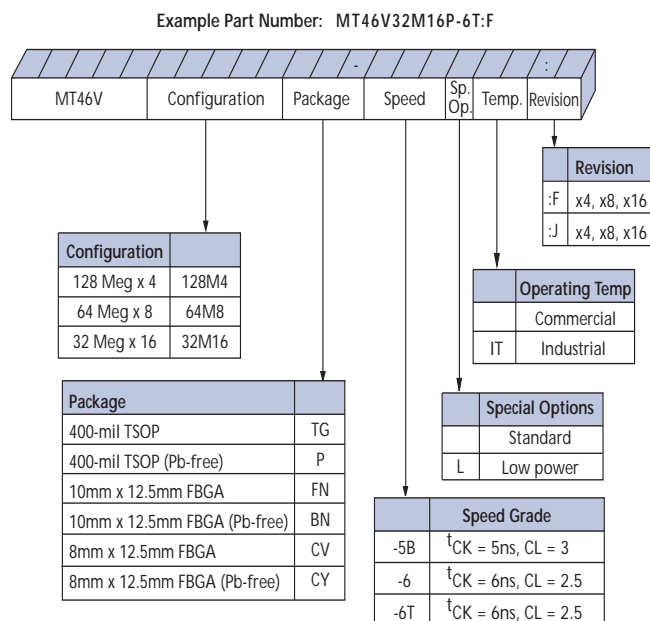 Example Part Number: MT46V32M16P-6T:F
- :
MT46V Configuration Package Speed Sp. Op. Temp. Revision
Revision
:F x4, x8, x16
:J x4, x8, x16
Configuration
128 Meg x 4 128M4
64 Meg x 8 64M8
32 Meg x 16 32M16
Operating Temp
Commercial
IT Industrial
Package
400-mil TSOP TG
400-mil TSOP (Pb-free) P
10mm x 12.5mm FBGA FN
10mm x 12.5mm FBGA (Pb-free) BN
8mm x 12.5mm FBGA CV
8mm x 12.5mm FBGA (Pb-free) CY
Special Options
Standard
L Low power
Speed Grade
-5B tCK = 5ns, CL = 3
-6 tCK = 6ns, CL = 2.5
-6T tCK = 6ns, CL = 2.5